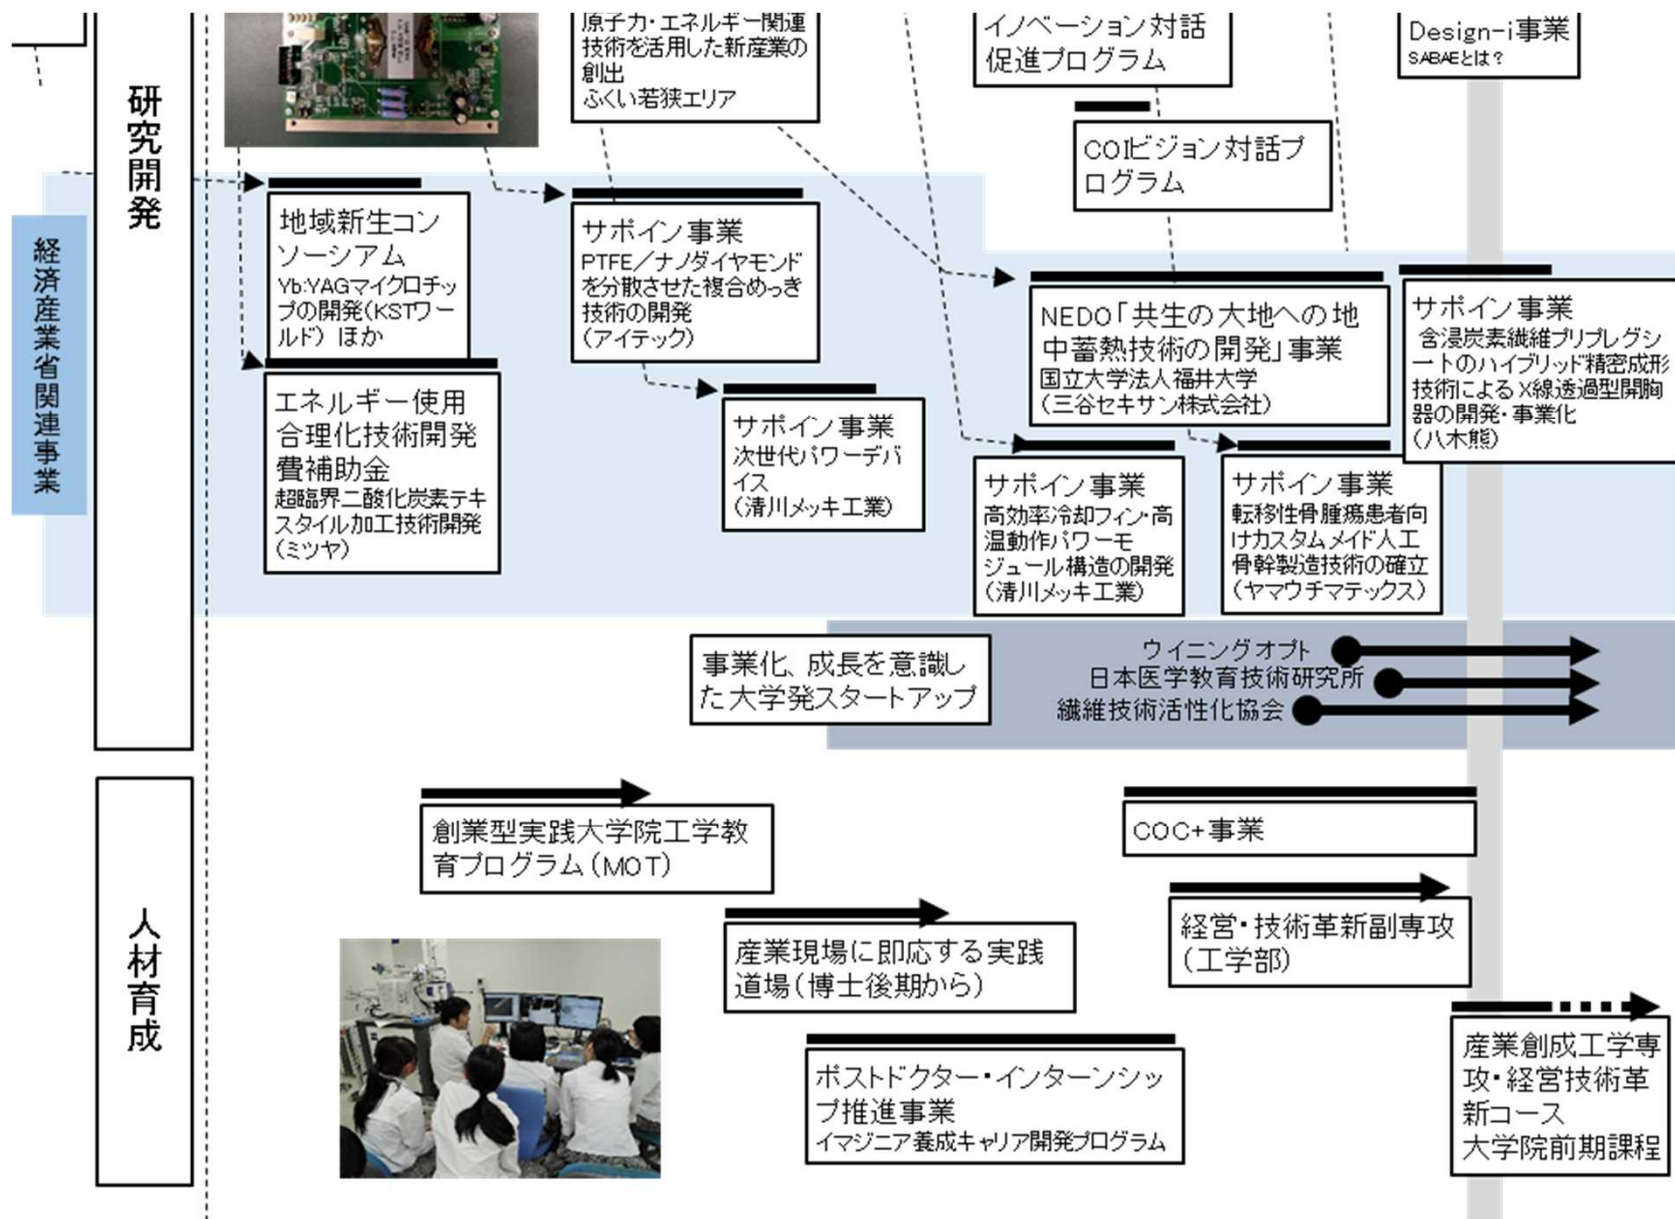 研究開発
経済産業省関連事業
原子力・エネルギー関連
技術を活用した新産業の
創出
ふくい若狭エリア
イノベーション対話
促進プログラム
Design-i事業
SABAEとは?
COIビジョン対話プ
ログラム
地域新生コン
ソーシアム
Yb:YAGマイクロチッ
プの開発(KSTワー
ルド) ほか
エネルギー使用
合理化技術開発
費補助金
超臨界二酸化炭素テキ
スタイル加工技術開発
(ミツヤ)
サポイン事業
PTFE/ナノダイヤモンド
を分散させた複合めっき
技術の開発
(アイテック)
サポイン事業
次世代パワーデバ
イス
(清川メッキ工業)
NEDO「共生の大地への地
中蓄熱技術の開発」事業
国立大学法人福井大学
(三谷セキサン株式会社)
サポイン事業
高効率冷却フィン・高
温動作パワーモ
ジュール構造の開発
(清川メッキ工業)
サポイン事業
転移性骨腫瘍患者向
けカスタムメイド人工
骨幹製造技術の確立
(ヤマウチマテックス)
サポイン事業
含浸炭素繊維プリプレグシ
ートのハイブリッド精密成形
技術によるX線透過型開胸
器の開発・事業化
(八木熊)
事業化、成長を意識し
た大学発スタートアップ
ウイニングオプト
日本医学教育技術研究所
繊維技術活性化協会
人材育成
創業型実践大学院工学教
育プログラム(MOT)
産業現場に即応する実践
道場(博士後期から)
ポストドクター・インターンシッ
プ推進事業
イマジニア養成キャリア開発プログラム
COC+事業
経営・技術革新副専攻
(工学部)
産業創成工学専
攻・経営技術革
新コース
大学院前期課程